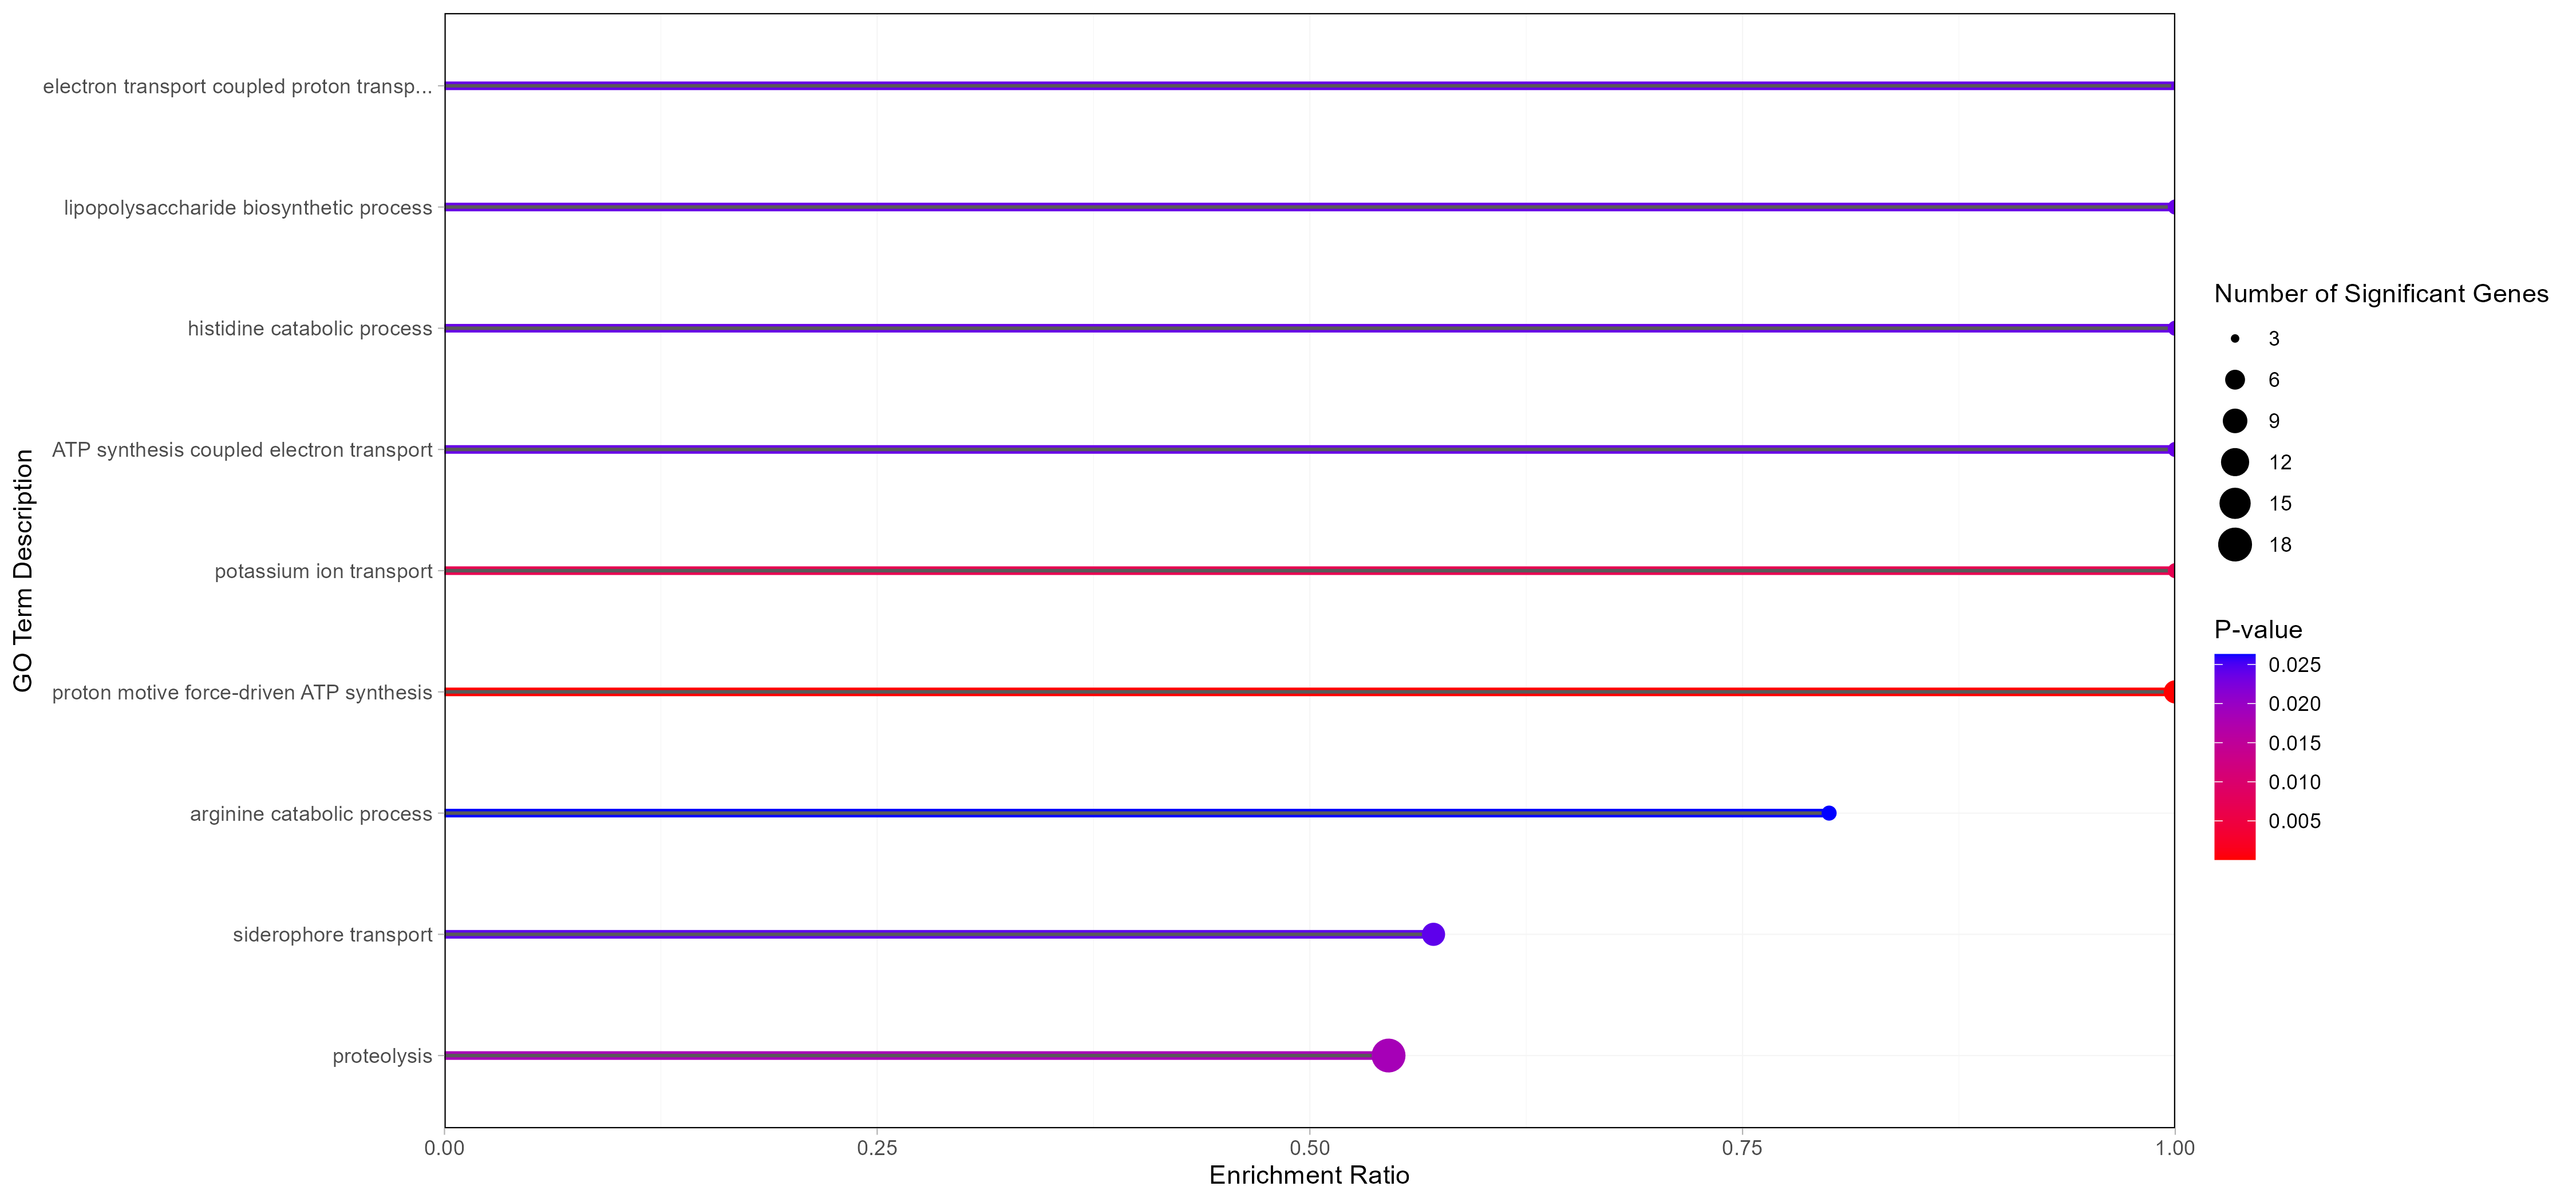 GO Term Description
electron transport coupled proton transp...
lipopolysaccharide biosynthetic process
histidine catabolic process
ATP synthesis coupled electron transport
potassium ion transport
proton motive force-driven ATP synthesis
arginine catabolic process
siderophore transport
proteolysis
0.00
0.25
0.50
0.75
1.00
Enrichment Ratio
Number of Significant Genes
3
6
9
12
15
18
P-value
0.025
0.020
0.015
0.010
0.005